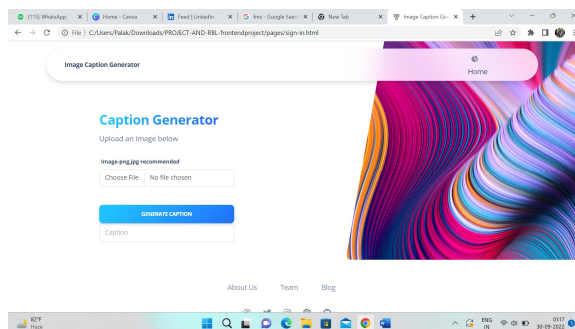 (115) WhatsApp
Home - Canva
Feed | LinkedIn
fms - Google Sear
New Tab
Image Caption Ge
File | C:/Users/Palak/Downloads/PROJECT-AND-RBL-frontendproject/pages/sign-in.html
Image Caption Generator
Home
Caption Generator
Upload an image below
Image-png,jpg recommended
Choose File No file chosen
GENERATE CAPTION
Caption
About Us Team Blog
82°F
Haze
ENG
IN
01:17
30-09-2022